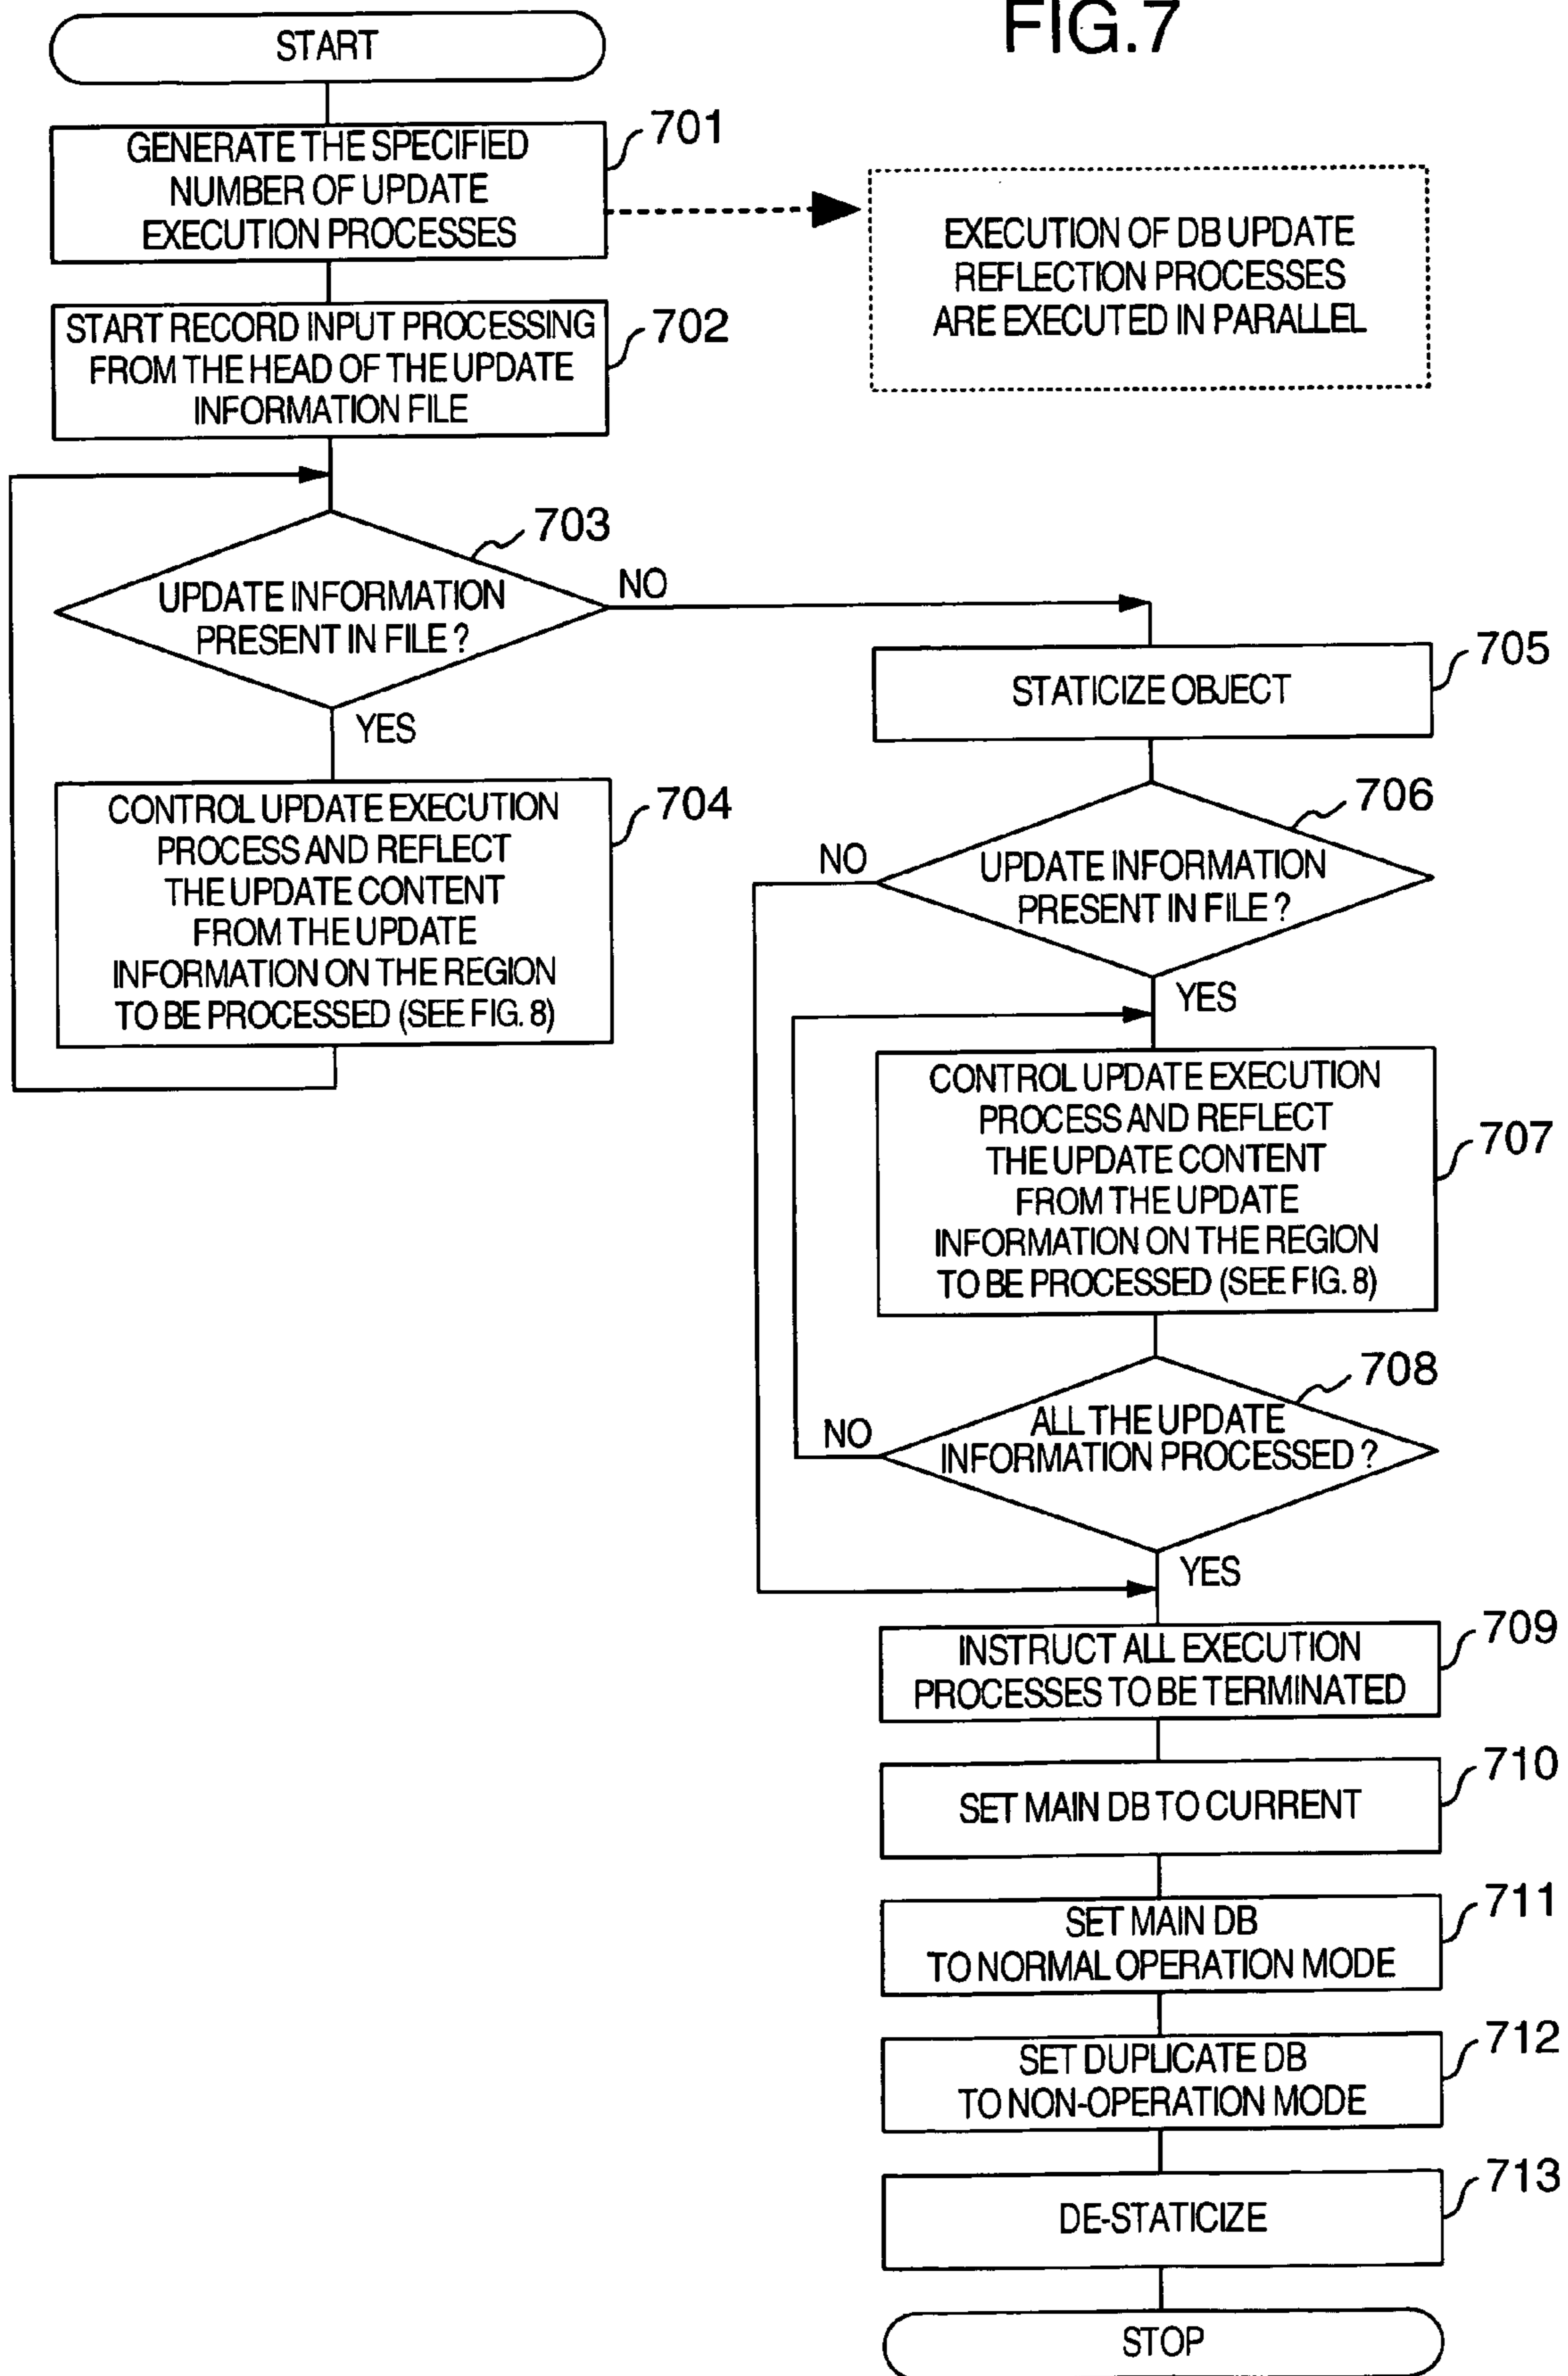 FIG.7
START
701
GENERATE THE SPECIFIED
NUMBER OF UPDATE
EXECUTION PROCESSES
EXECUTION OF DB UPDATE
REFLECTION PROCESSES
ARE EXECUTED IN PARALLEL
702
START RECORD INPUT PROCESSING
FROM THE HEAD OF THE UPDATE
INFORMATION FILE
703
UPDATE INFORMATION
PRESENT IN FILE ?
NO
YES
704
CONTROL UPDATE EXECUTION
PROCESS AND REFLECT
THE UPDATE CONTENT
FROM THE UPDATE
INFORMATION ON THE REGION
TO BE PROCESSED (SEE FIG. 8)
705
STATICIZE OBJECT
706
NO
UPDATE INFORMATION
PRESENT IN FILE ?
YES
707
CONTROL UPDATE EXECUTION
PROCESS AND REFLECT
THE UPDATE CONTENT
FROM THE UPDATE
INFORMATION ON THE REGION
TO BE PROCESSED (SEE FIG. 8)
708
NO
ALL THE UPDATE
INFORMATION PROCESSED ?
YES
709
INSTRUCT ALL EXECUTION
PROCESSES TO BE TERMINATED
710
SET MAIN DB TO CURRENT
711
SET MAIN DB
TO NORMAL OPERATION MODE
712
SET DUPLICATE DB
TO NON-OPERATION MODE
713
DE-STATICIZE
STOP